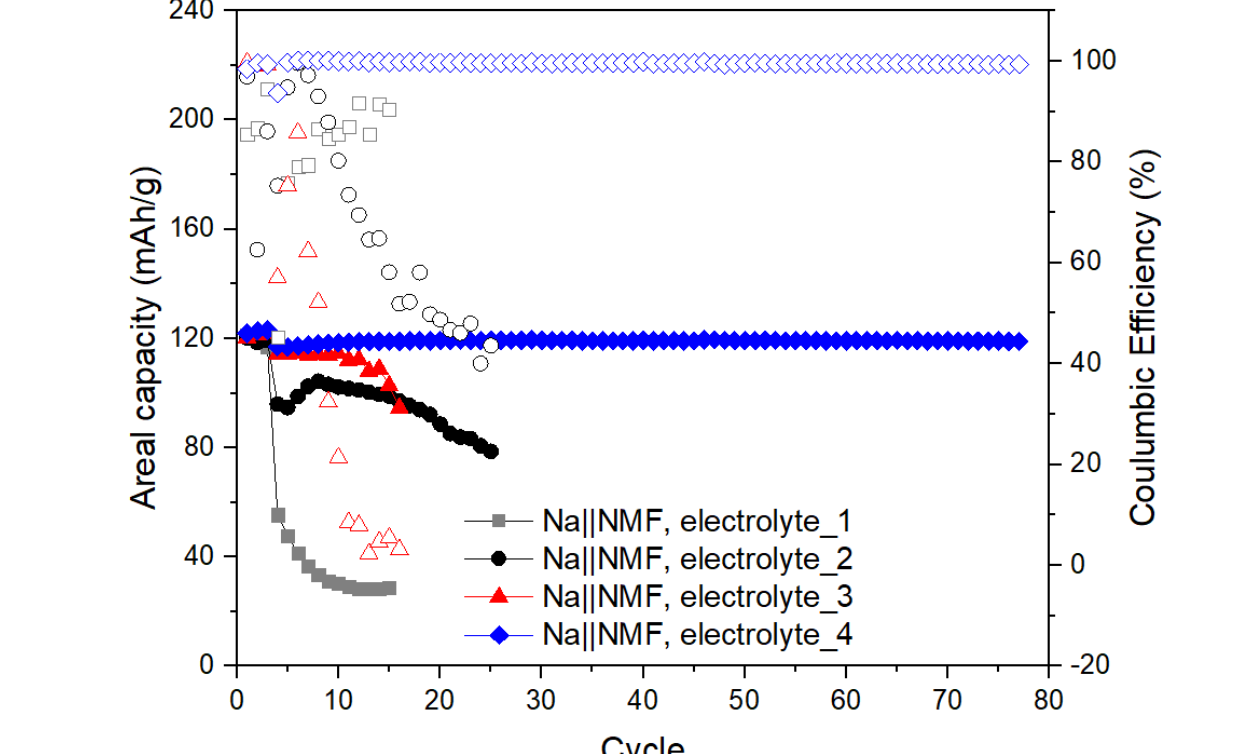 240
200
160
120
80
40
0
Areal capacity (mAh/g)
100
80
60
40
20
0
-20
Coulumbic Efficiency (%)
Na||NMF, electrolyte_1
Na||NMF, electrolyte_2
Na||NMF, electrolyte_3
Na||NMF, electrolyte_4
0 10 20 30 40 50 60 70 80
Cycle